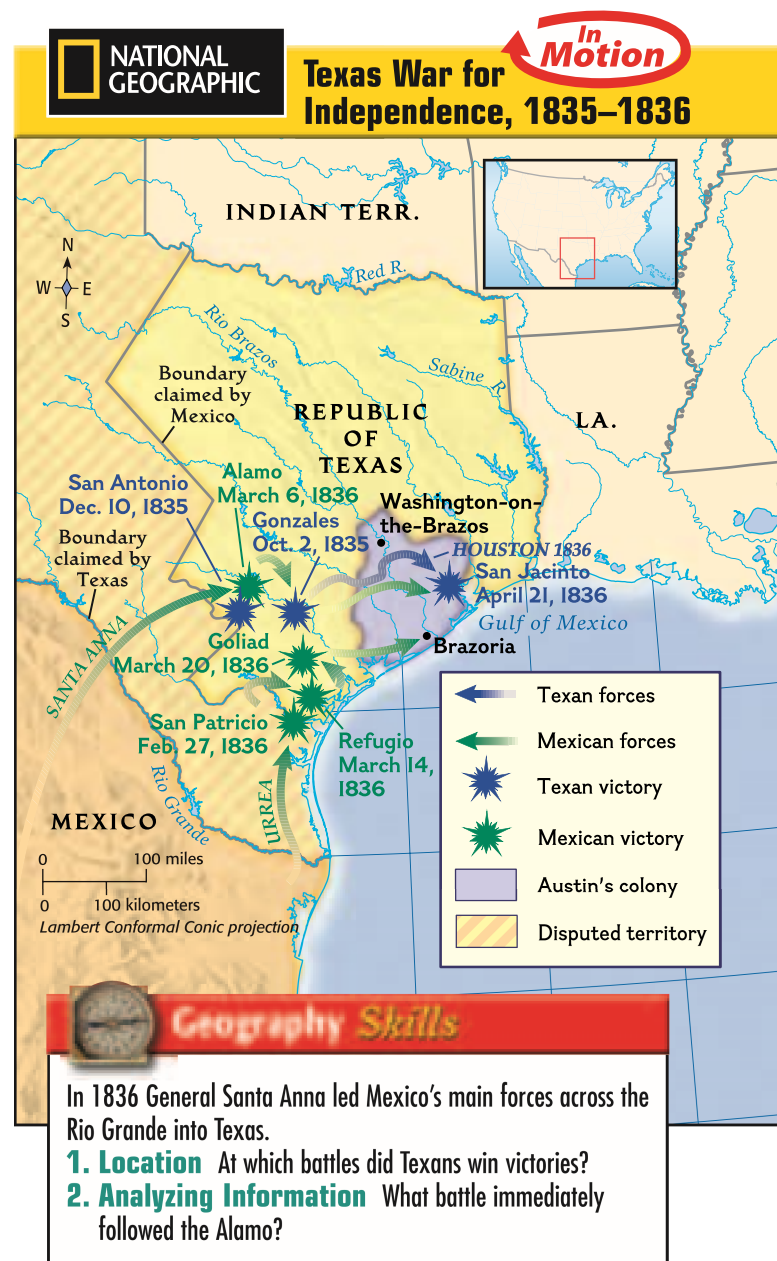 NATIONAL
GEOGRAPHIC
Texas War for
Independence, 1835–1836
In
Motion
INDIAN TERR.
N
W
E
S
Red R.
Rio Brazos
Sabine R.
Boundary
claimed by
Mexico
REPUBLIC
OF
TEXAS
LA.
San Antonio
Dec. 10, 1835
Alamo
March 6, 1836
Gonzales
Oct. 2, 1835
Washington-on-
the-Brazos
HOUSTON 1836
San Jacinto
April 21, 1836
Boundary
claimed by
Texas
Gulf of Mexico
Brazoria
SANTA ANNA
Goliad
March 20, 1836
San Patricio
Feb. 27, 1836
Refugio
March 14,
1836
Rio Grande
URREA
MEXICO
0
100 miles
0
100 kilometers
Lambert Conformal Conic projection
Texan forces
Mexican forces
Texan victory
Mexican victory
Austin's colony
Disputed territory
Geography Skills
In 1836 General Santa Anna led Mexico's main forces across the
Rio Grande into Texas.
1. Location At which battles did Texans win victories?
2. Analyzing Information What battle immediately
followed the Alamo?